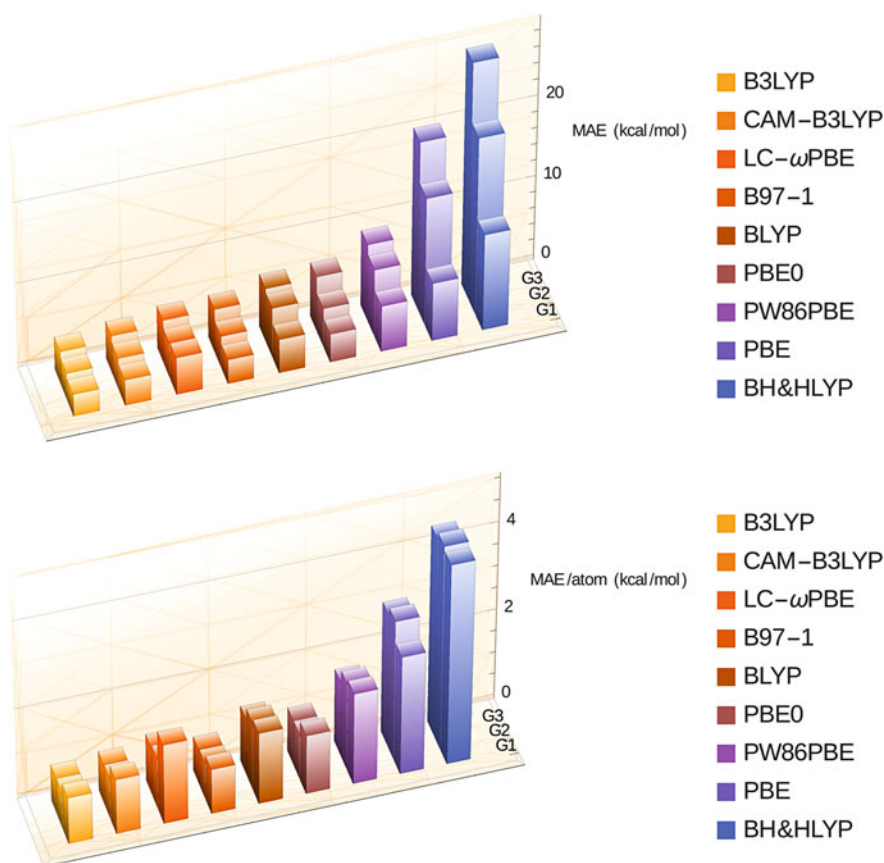 20
MAE (kcal/mol)
10
0
G3
G2
G1
B3LYP
CAM−B3LYP
LC−ωPBE
B97−1
BLYP
PBE0
PW86PBE
PBE
BH&HLYP
4
MAE/atom (kcal/mol)
2
0
G3
G2
G1
B3LYP
CAM−B3LYP
LC−ωPBE
B97−1
BLYP
PBE0
PW86PBE
PBE
BH&HLYP